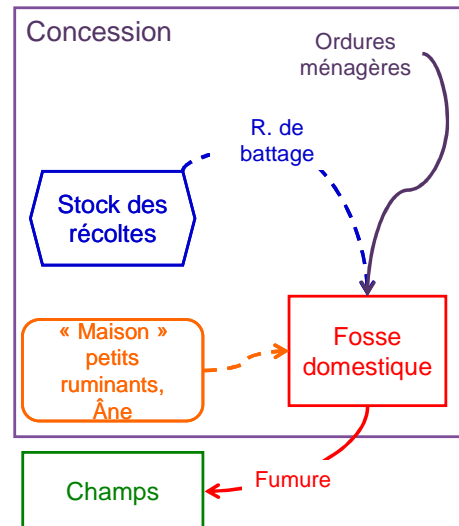 Concession
Ordures
ménagères
R. de
battage
Stock des
récoltes
« Maison »
petits
ruminants,
Âne
Fosse
domestique
Champs
Fumure